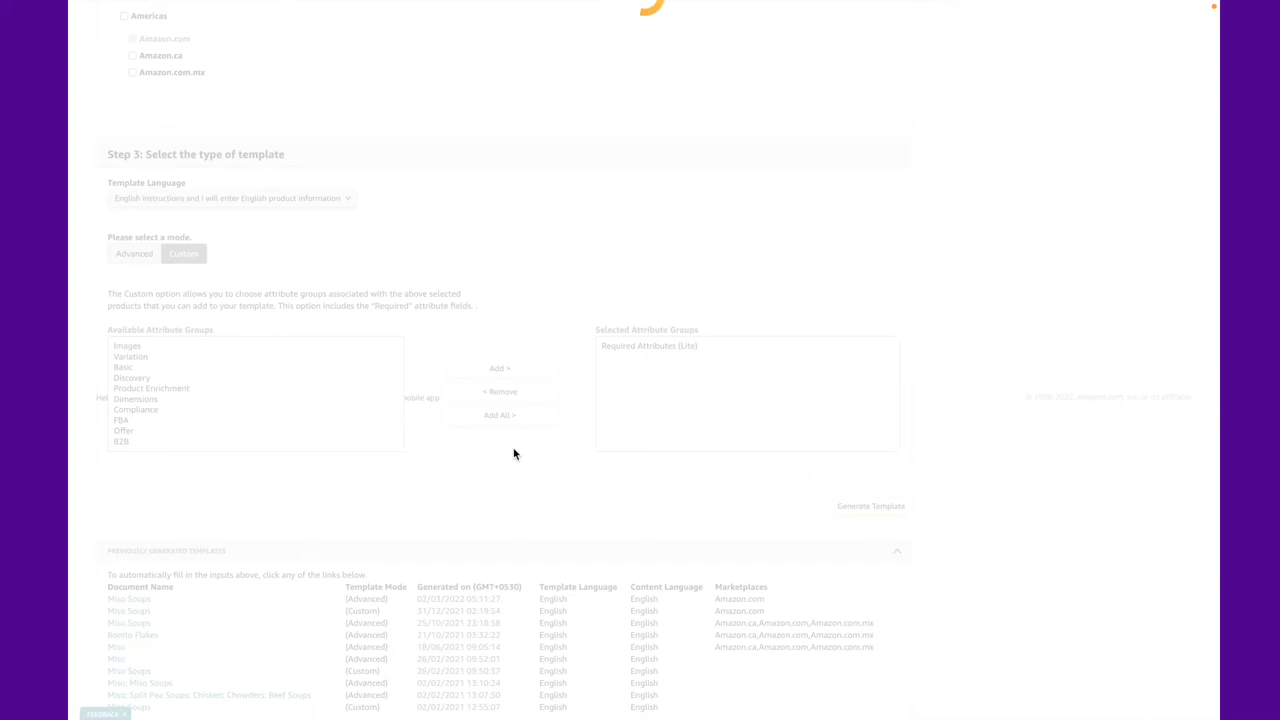 Americas
Amazon.com
Amazon.ca
Amazon.com.mx
Step 3: Select the type of template
Template Language
English instructions and I will enter English product information
Please select a mode.
Advanced Custom
The Custom option allows you to choose attribute groups associated with the above selected
products that you can add to your template. This option includes the "Required" attribute fields. .
Available Attribute Groups Selected Attribute Groups
Images
Variation
Basic
Discovery
Product Enrichment
Dimensions
Compliance
FBA
Offer
B2B
Add >
< Remove
Add All >
Required Attributes (Lite)
Hel
mobile app
© 1999-2022, Amazon.com, Inc. or its affiliates
Generate Template
PREVIOUSLY GENERATED TEMPLATES
To automatically fill in the inputs above, click any of the links below.
Document Name Template Mode Generated on (GMT+0530) Template Language Content Language Marketplaces
Miso Soups (Advanced) 02/03/2022 05:11:27 English English Amazon.com
Miso Soups (Custom) 31/12/2021 02:19:54 English English Amazon.com
Miso Soups (Advanced) 25/10/2021 23:18:58 English English Amazon.ca,Amazon.com,Amazon.com.mx
Bonito Flakes (Advanced) 21/10/2021 03:32:22 English English Amazon.ca,Amazon.com,Amazon.com.mx
Miso (Advanced) 18/06/2021 09:05:14 English English Amazon.ca,Amazon.com,Amazon.com.mx
Miso (Advanced) 26/02/2021 09:52:01 English English
Miso Soups (Custom) 26/02/2021 09:50:37 English English
Miso; Miso Soups (Advanced) 02/02/2021 13:10:24 English English
Miso; Split Pea Soups; Chicken; Chowders; Beef Soups (Advanced) 02/02/2021 13:07:50 English English
Soups (Custom) 02/02/2021 12:55:07 English English
FEEDBACK